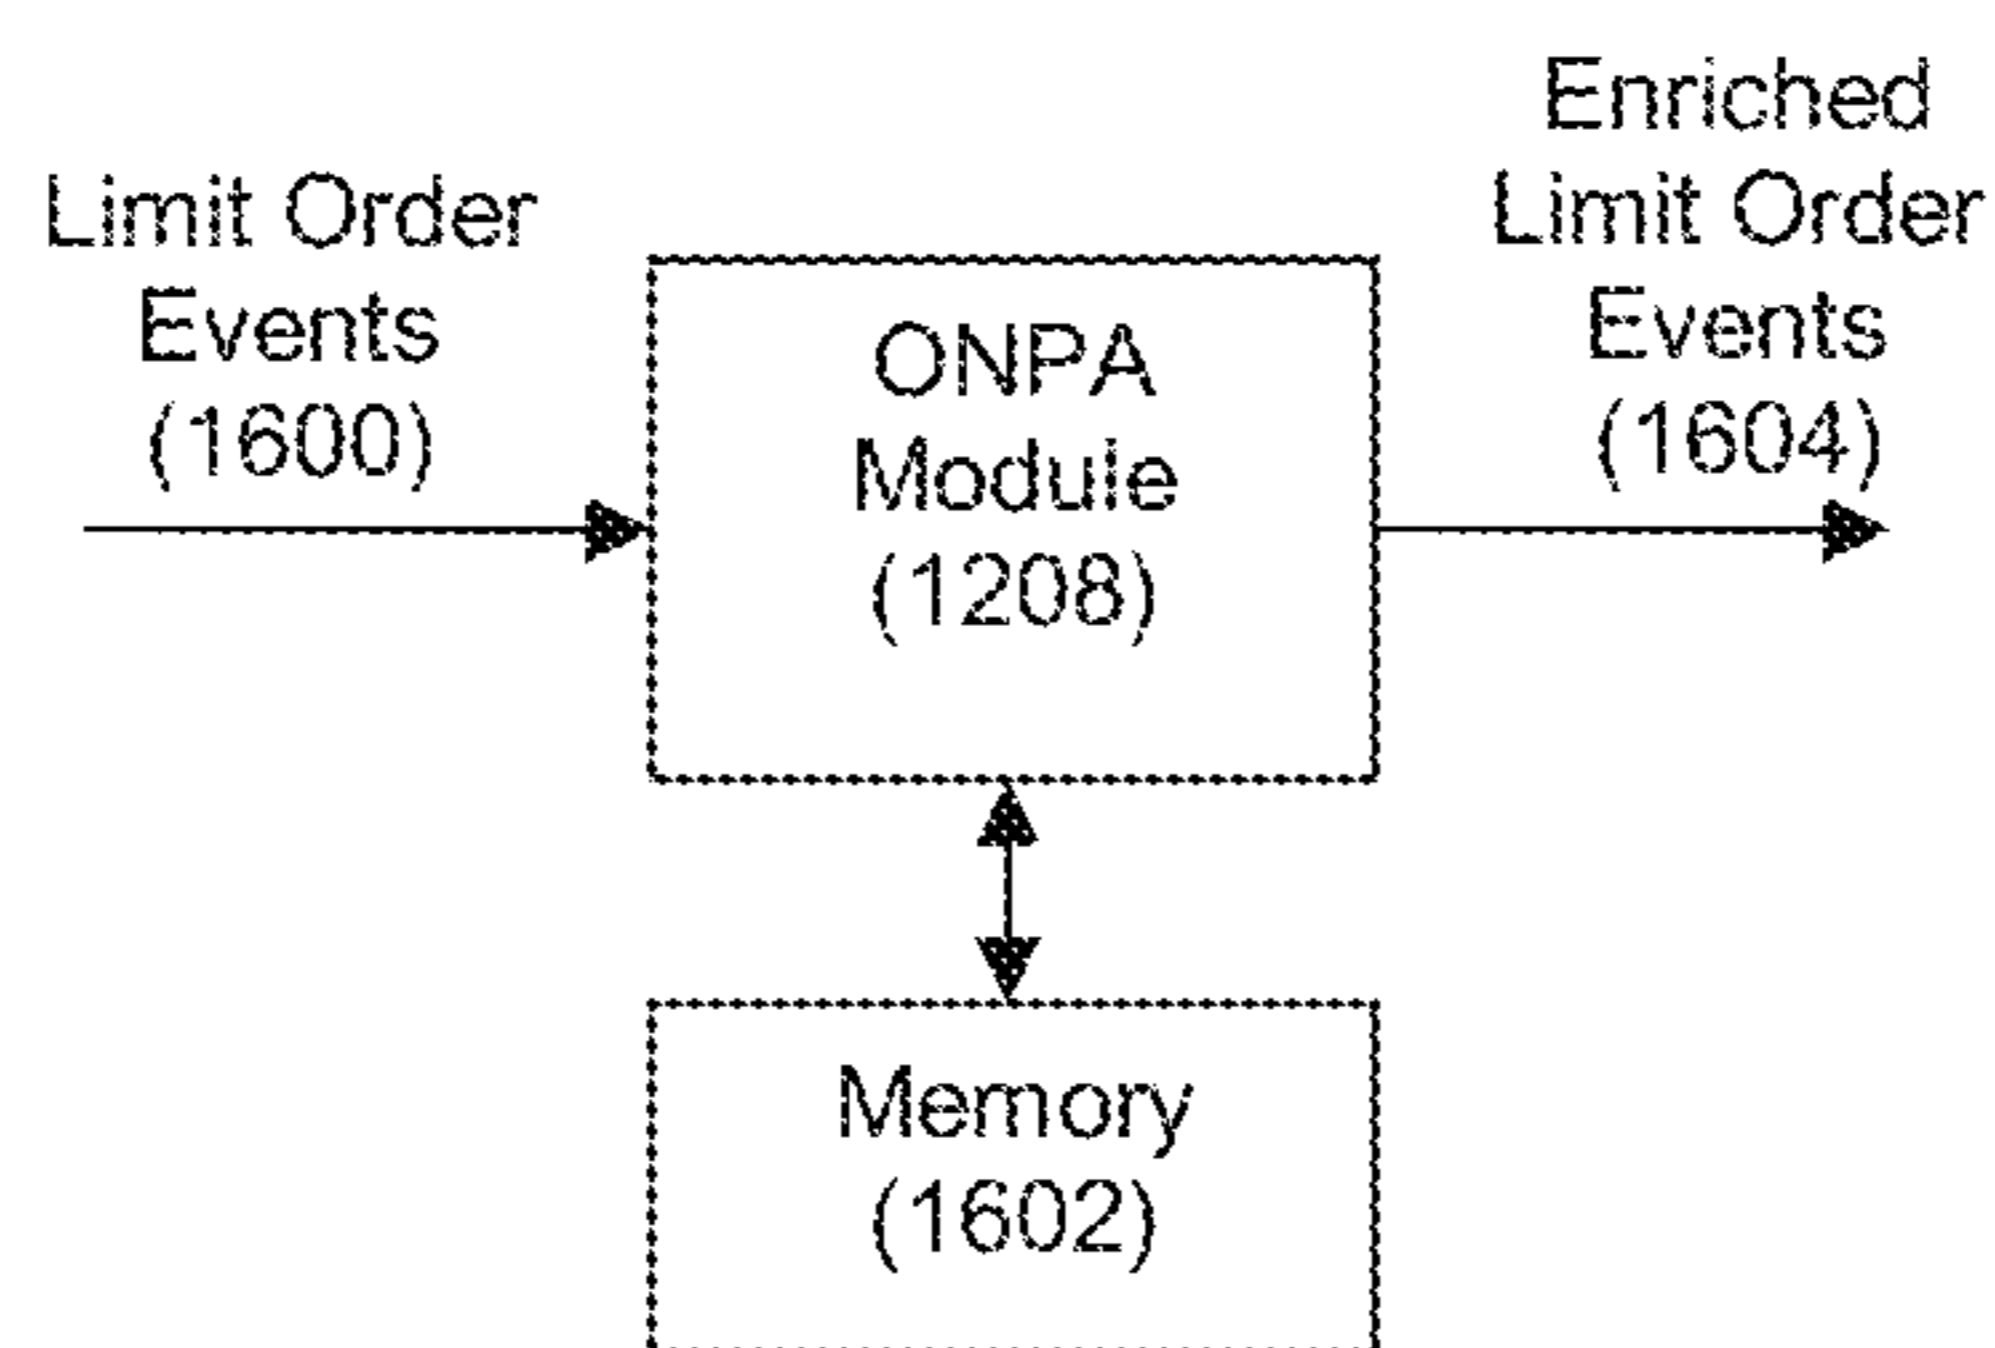 Limit Order
Events
(1600)
ONPA
Module
(1208)
Enriched
Limit Order
Events
(1604)
Memory
(1602)